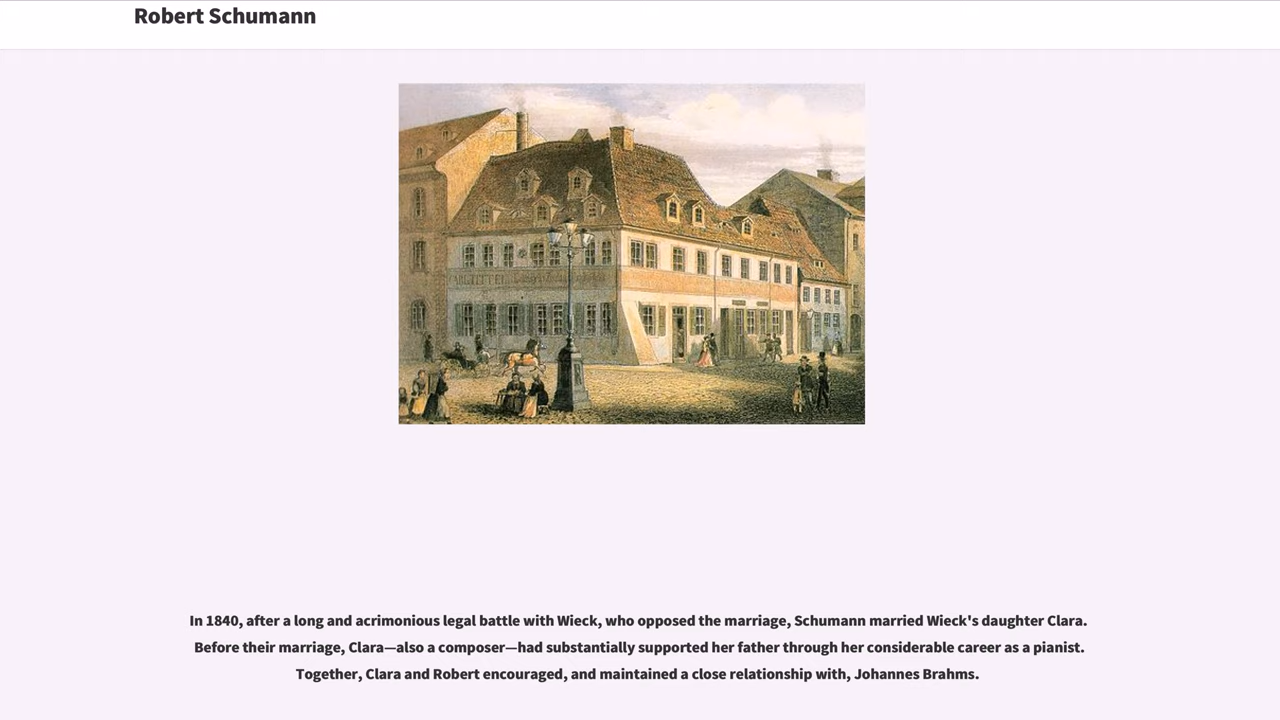 Robert Schumann
In 1840, after a long and acrimonious legal battle with Wieck, who opposed the marriage, Schumann married Wieck's daughter Clara.
Before their marriage, Clara—also a composer—had substantially supported her father through her considerable career as a pianist.
Together, Clara and Robert encouraged, and maintained a close relationship with, Johannes Brahms.